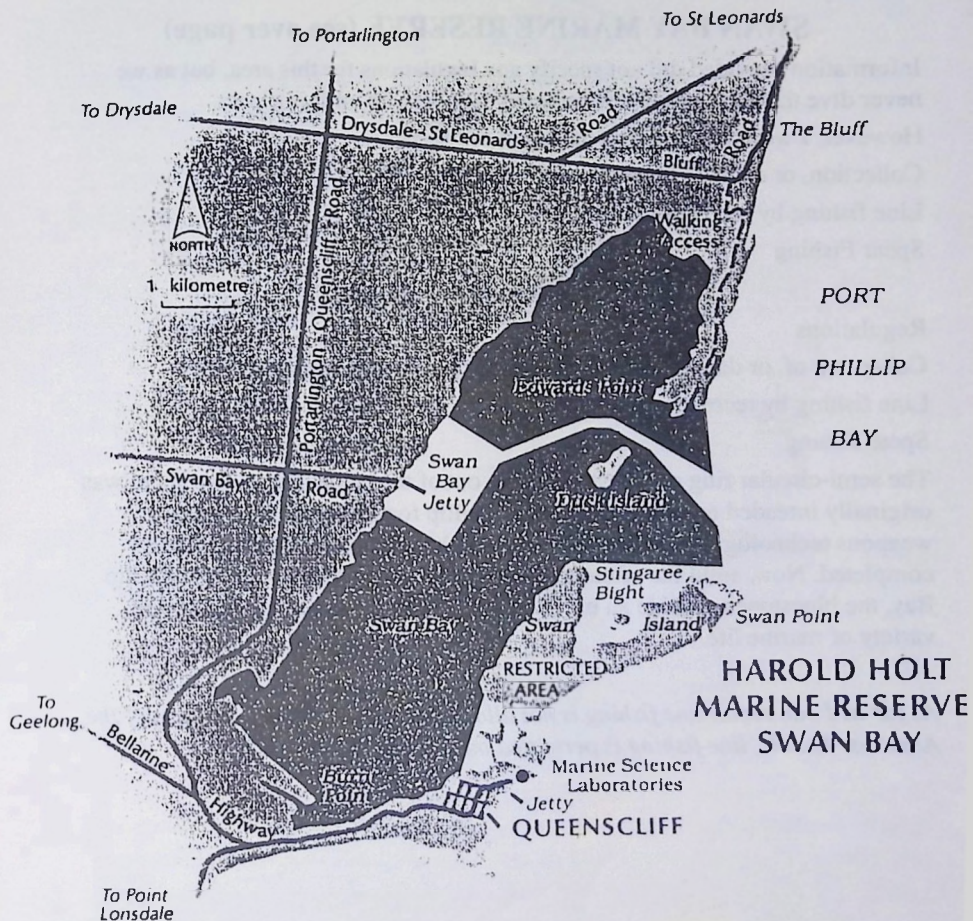 To St Leonards
To Portarlington
To Drysdale
Drysdale - St Leonards Road
Bluff Road
The Bluff
NORTH
1 kilometre
Portarlington - Queenscliff Road
Walking
Access
PORT
PHILLIP
BAY
Edwards Point
Swan
Bay
Jetty
Swan Bay Road
Duck Island
Stingaree
Bight
Swan Island
Swan Point
Swan Bay
RESTRICTED
AREA
HAROLD HOLT
MARINE RESERVE
SWAN BAY
To
Geelong
Bellarine Highway
Burn
Point
Marine Science
Laboratories
Jetty
QUEENSCLIFF
To Point
Lonsdale